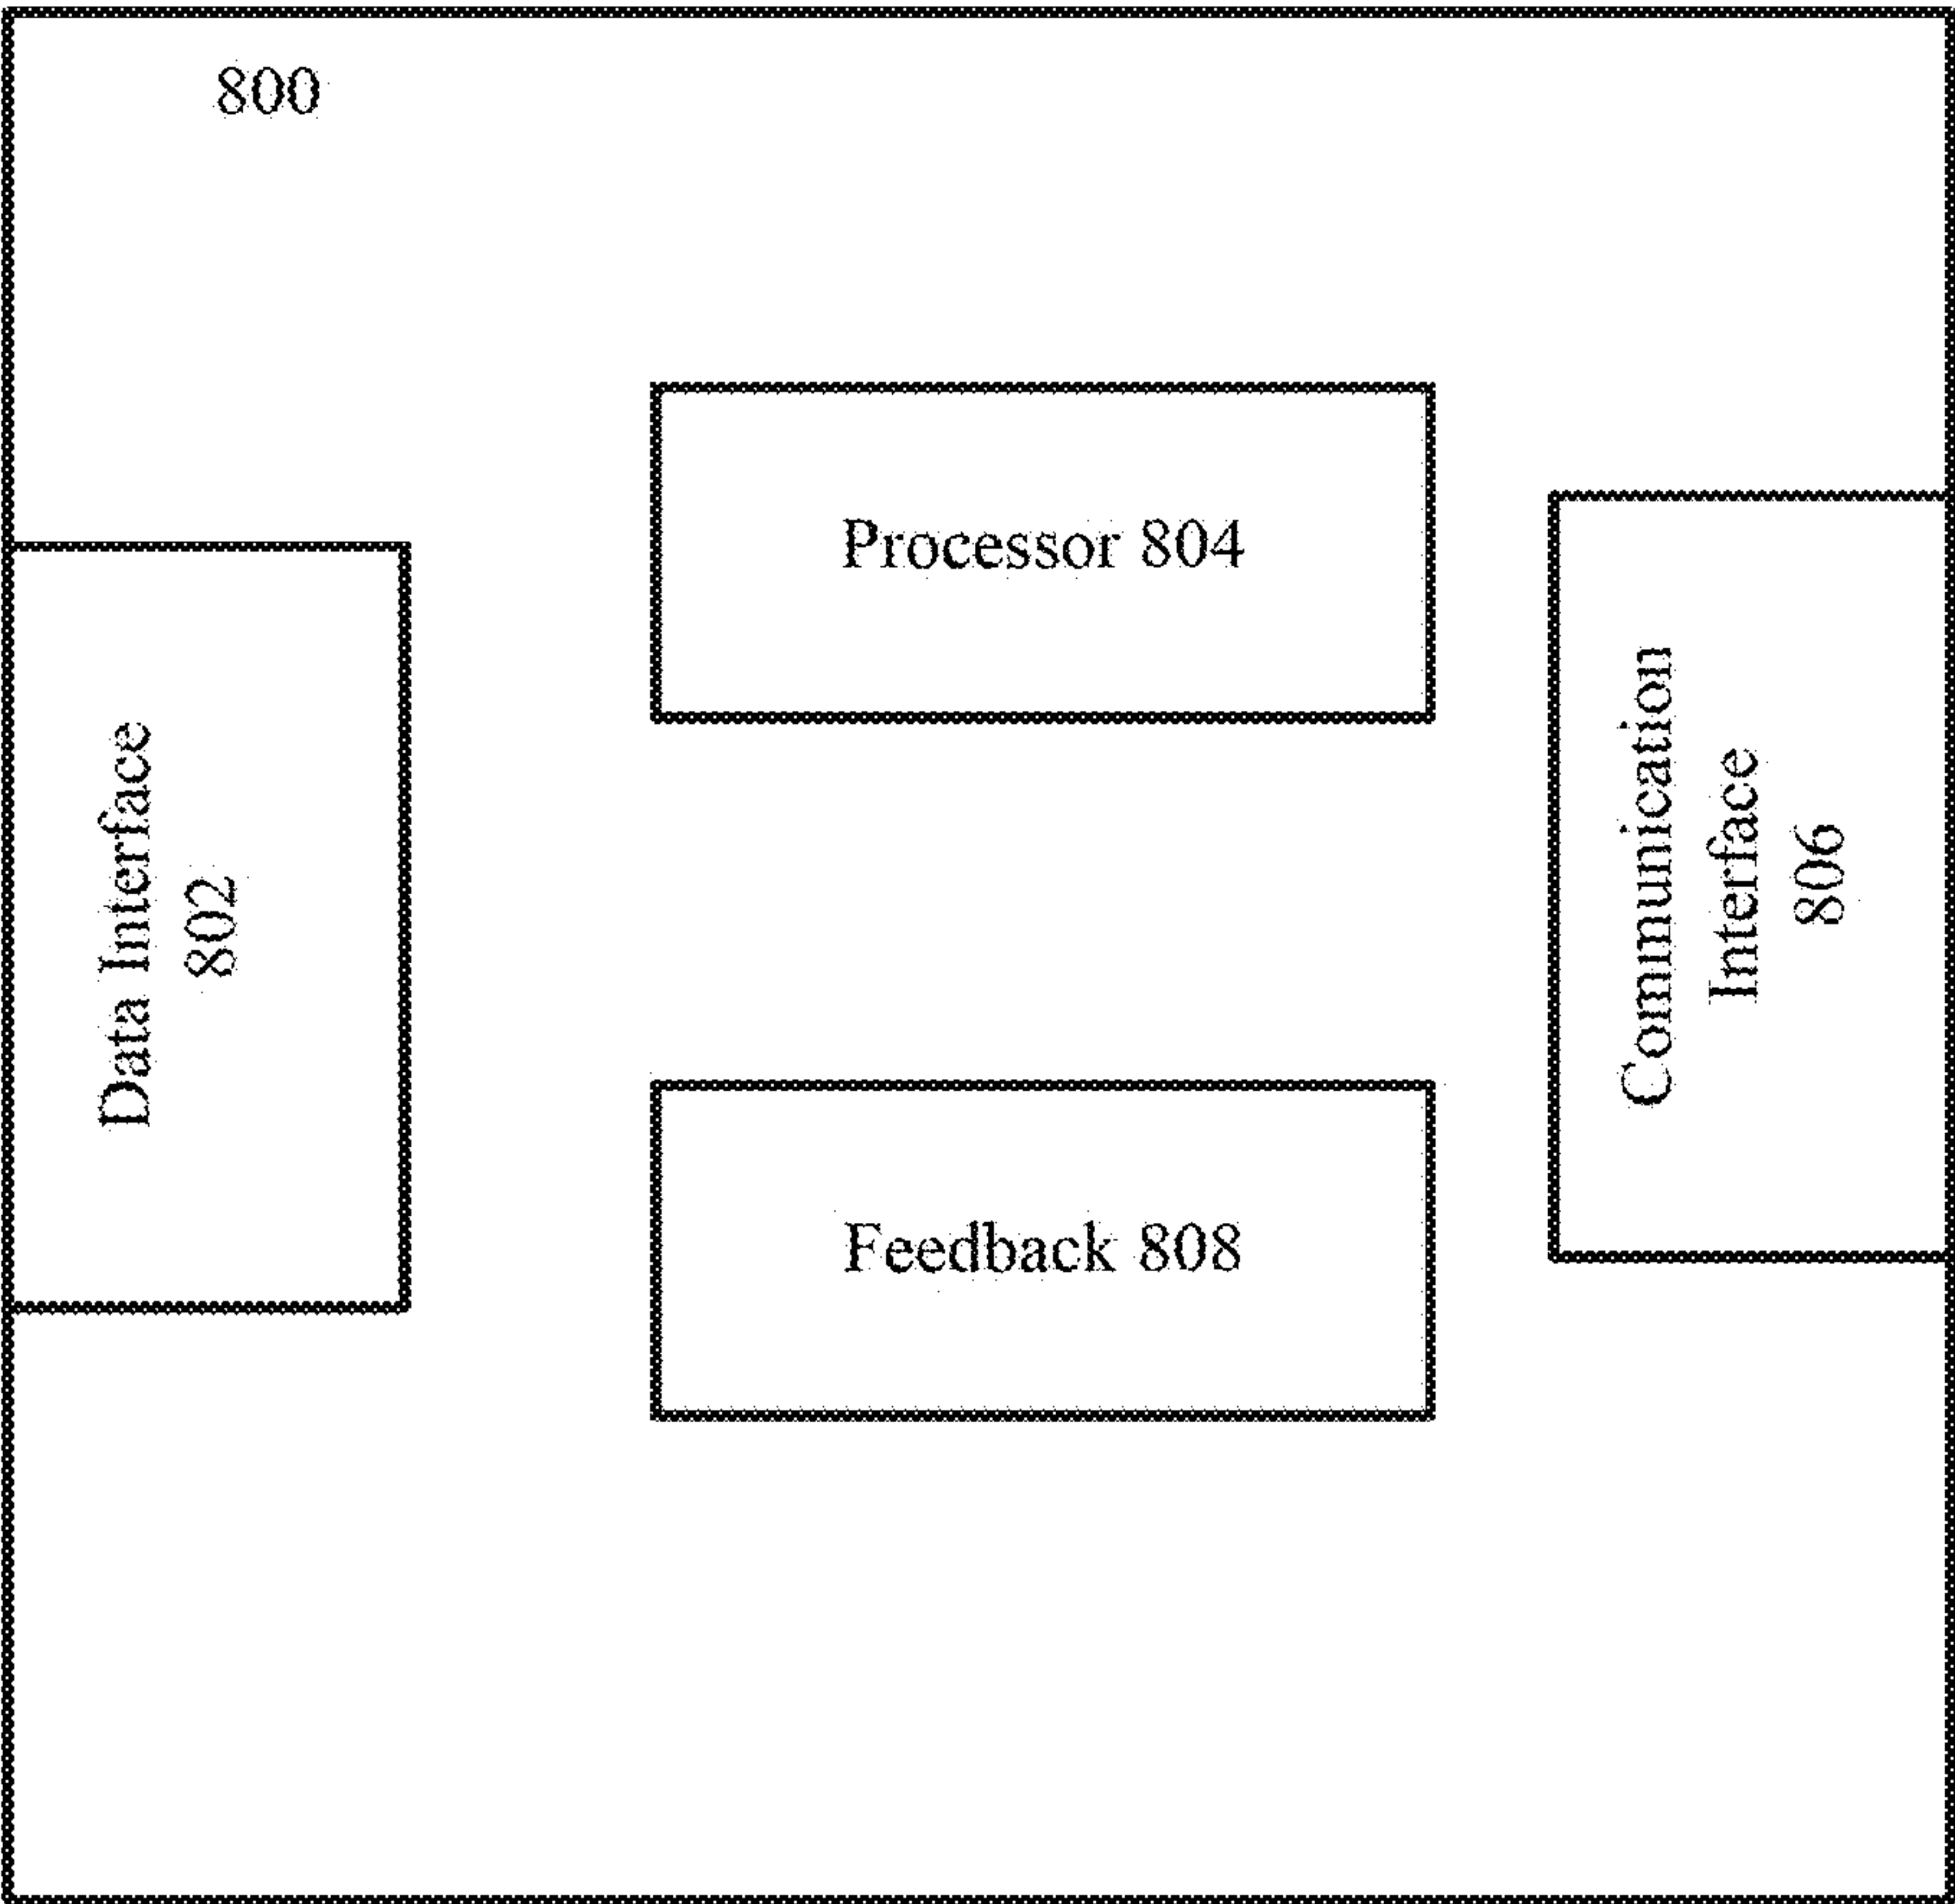 800
Processor 804
Data Interface
802
Communication
Interface
806
Feedback 808